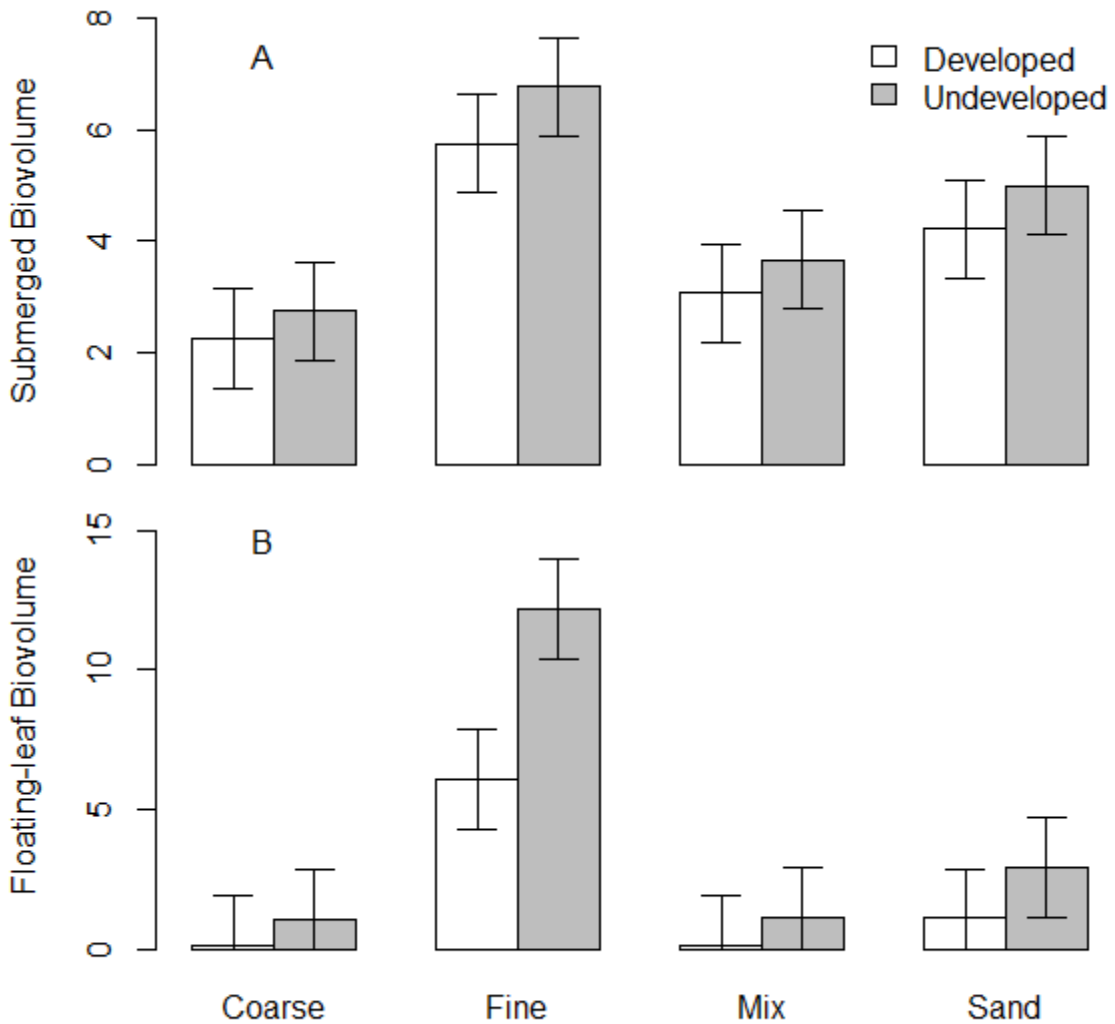 A
Developed
Undeveloped
Submerged Biovolume
8
6
4
2
0
B
Floating-leaf Biovolume
15
10
5
0
Coarse Fine Mix Sand